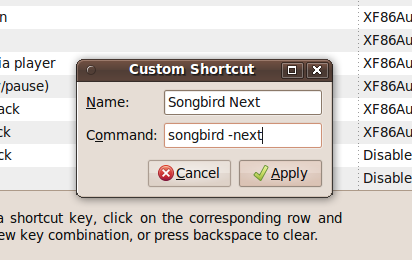 n
XF86Au
XF86Au
ia player
XF86Au
Custom Shortcut
/pause)
XF86Au
Name:
Songbird Next
ack
XF86Au
Command:
songbird -next
ck
XF86Au
ck
Disable
Cancel
Apply
Disable
a shortcut key, click on the corresponding row and
ew key combination, or press backspace to clear.